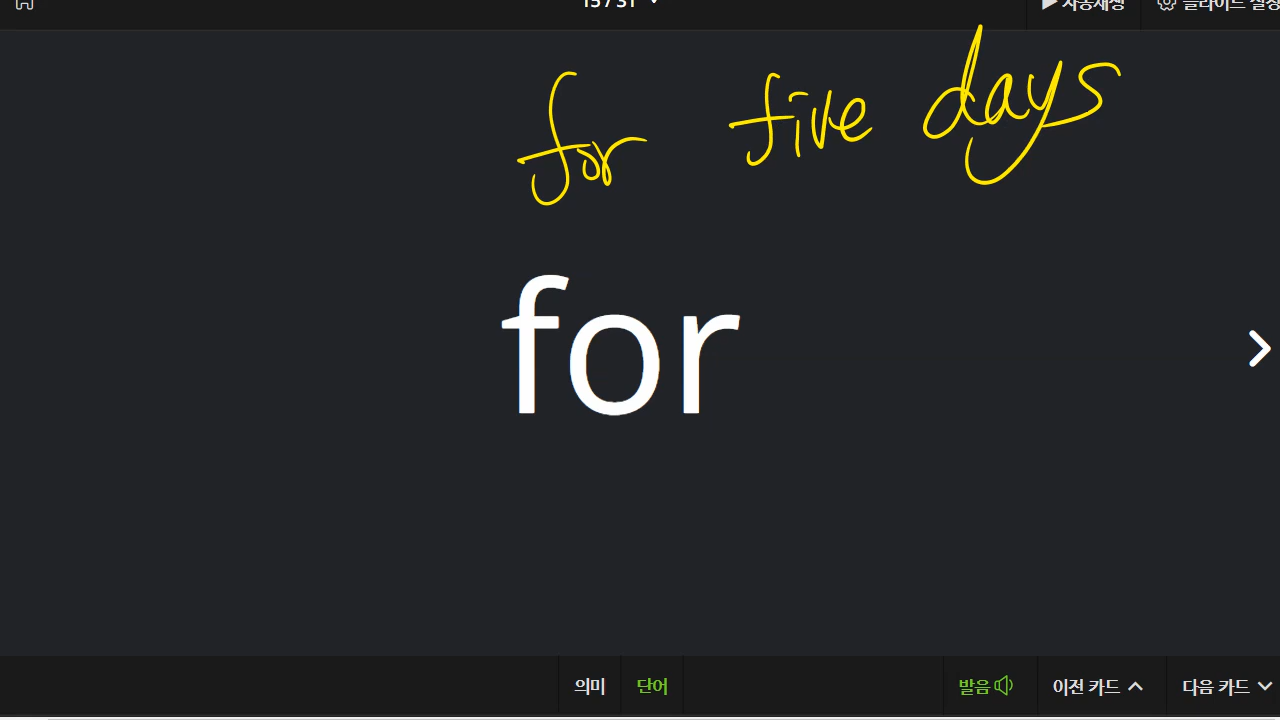 15 / 31
▶ 자동재생
슬라이드 설정
for five days
for
의미
단어
발음
이전 카드
다음 카드